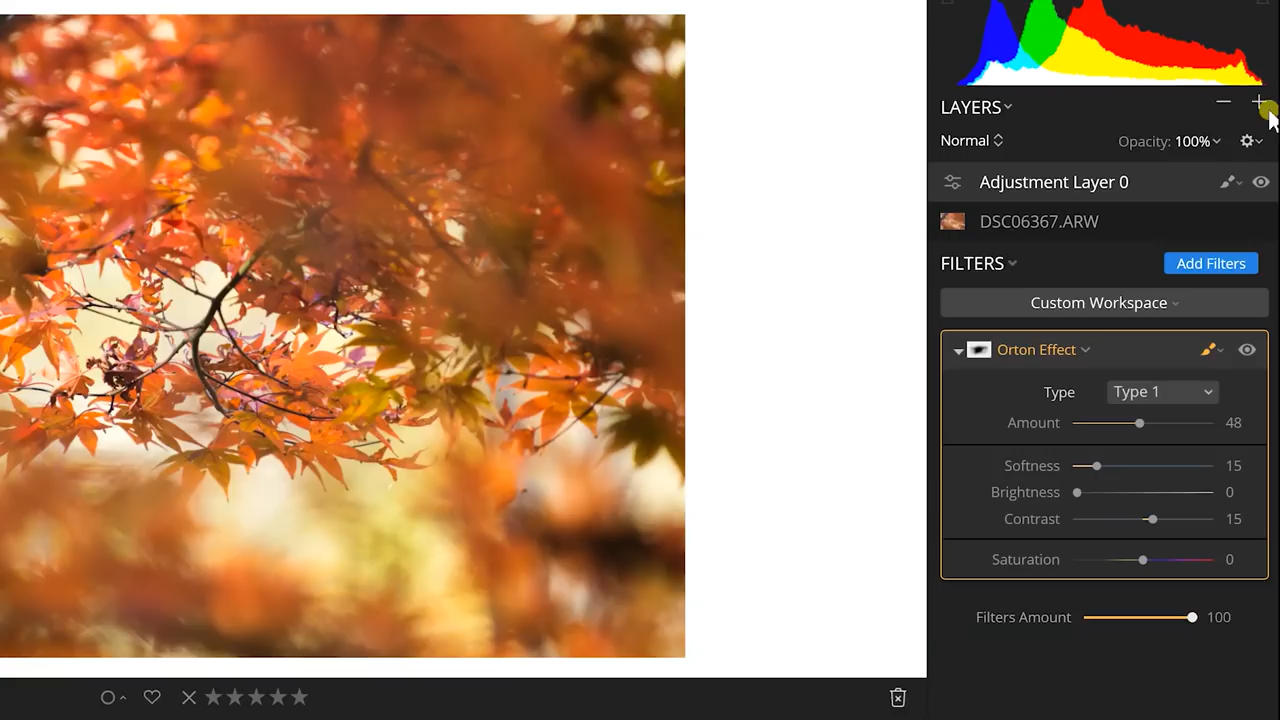 LAYERS
Normal Opacity: 100%
Adjustment Layer 0
DSC06367.ARW
FILTERS Add Filters
Custom Workspace
Orton Effect
Type Type 1
Amount 48
Softness 15
Brightness 0
Contrast 15
Saturation 0
Filters Amount 100